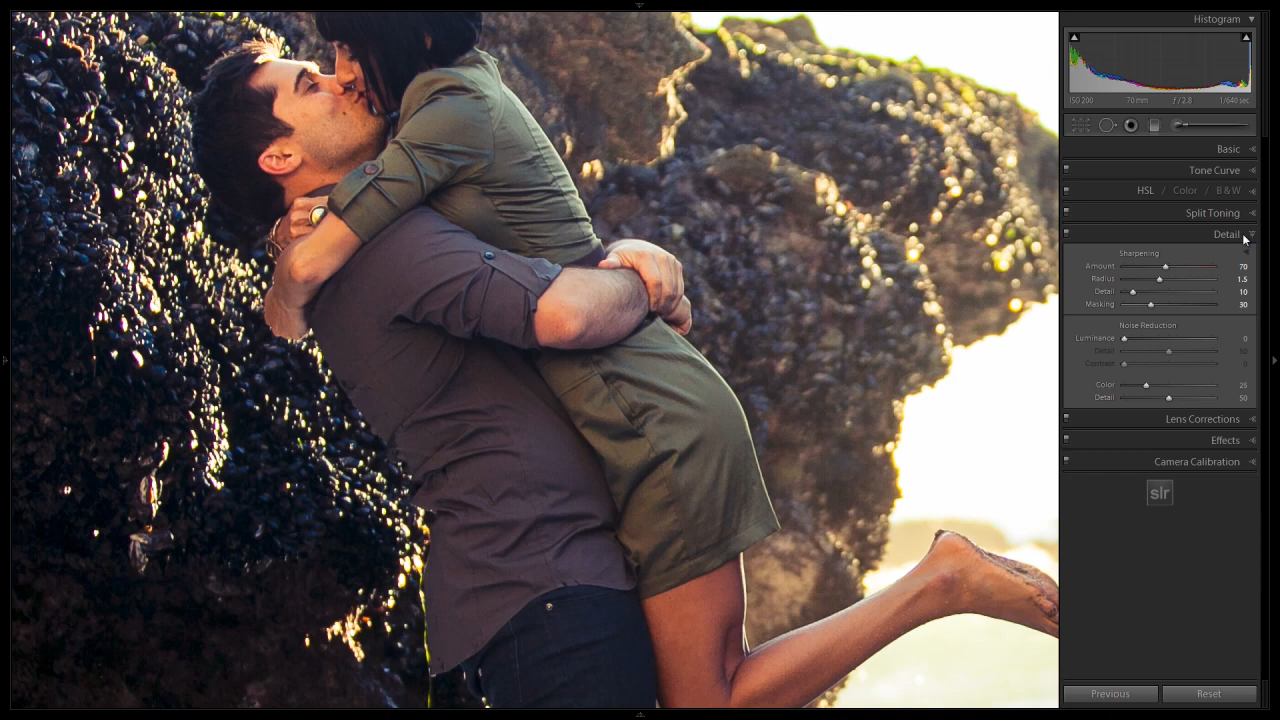 Histogram
ISO 200 70 mm ƒ / 2.8 1/640 sec
Basic
Tone Curve
HSL / Color / B & W
Split Toning
Detail
Sharpening
Amount 70
Radius 1.5
Detail 10
Masking 30
Noise Reduction
Luminance 0
Detail 50
Contrast 0
Color 25
Detail 50
Lens Corrections
Effects
Camera Calibration
slr
Previous Reset